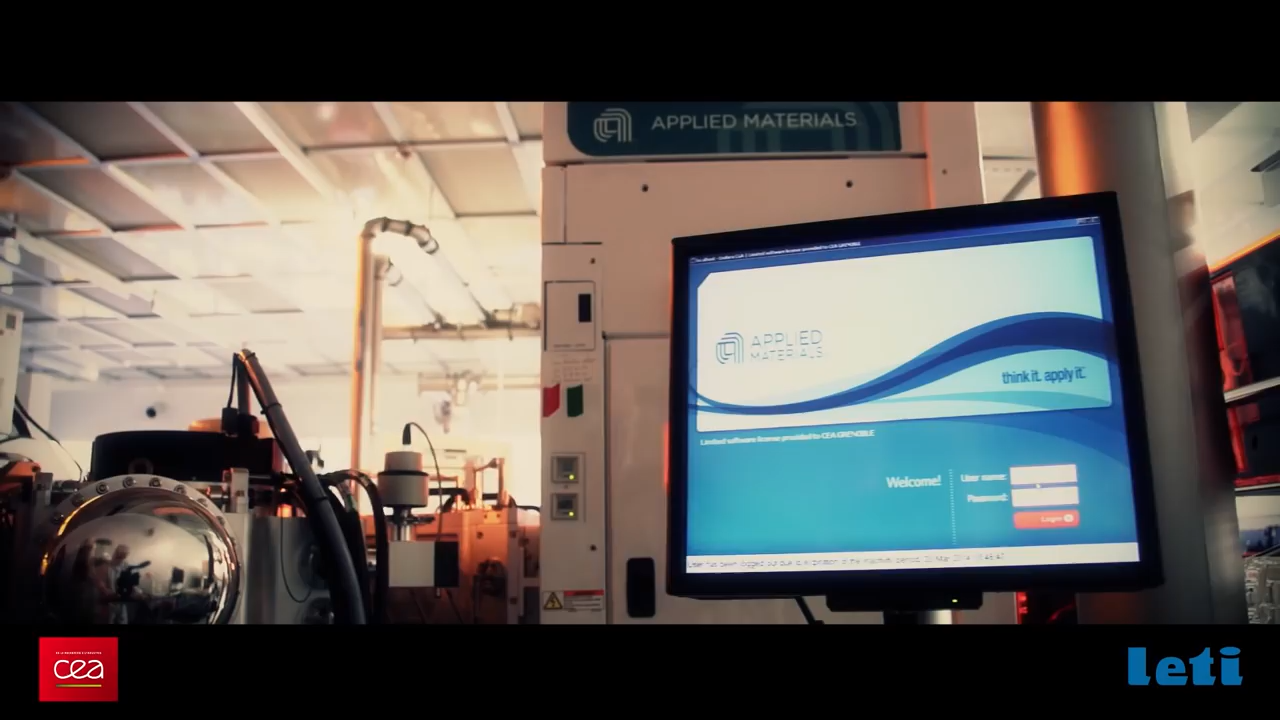 APPLIED MATERIALS
APPLIED
MATERIALS
think it. apply it.
Limited software license provided to CEA GRENOBLE
Welcome!
User name:
Password:
Login
cea
leti